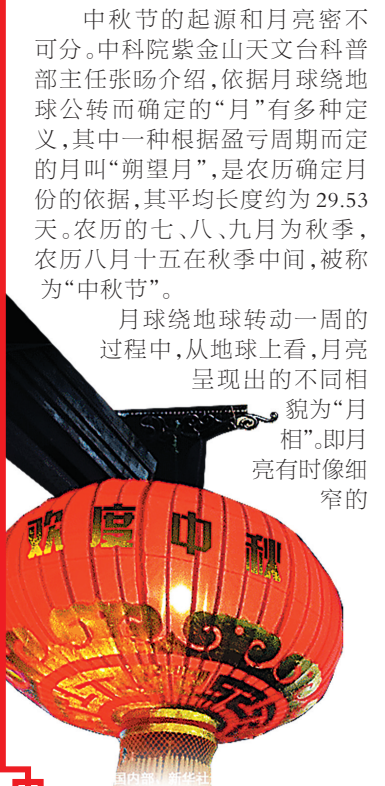 中秋节的起源和月亮密不
可分。中科院紫金山天文台科普
部主任张旸介绍,依据月球绕地
球公转而确定的“月”有多种定
义,其中一种根据盈亏周期而定
的月叫“朔望月”,是农历确定月
份的依据,其平均长度约为 29.53
天。农历的七、八、九月为秋季,
农历八月十五在秋季中间,被称
为“中秋节”。
月球绕地球转动一周的
过程中,从地球上看,月亮
呈现出的不同相
貌为“月
相”。即月
亮有时像细
窄的
欢度中秋
国内部 新华社